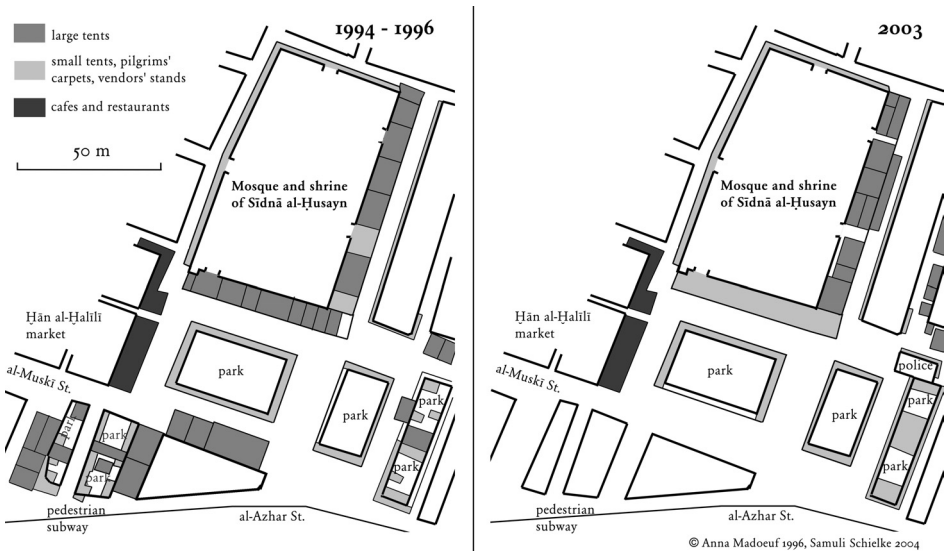 1994 - 1996
large tents
small tents, pilgrims'
carpets, vendors' stands
cafes and restaurants
50 m
Mosque and shrine
of Sīdnā al-Ḥusayn
Ḫān al-Ḫalīlī
market
al-Muskī St.
park
park
park
park
park
park
park
pedestrian
subway
al-Azhar St.
2003
Mosque and shrine
of Sīdnā al-Ḥusayn
Ḫān al-Ḫalīlī
market
al-Muskī St.
park
park
police
park
park
pedestrian
subway
al-Azhar St.
© Anna Madoeuf 1996, Samuli Schielke 2004